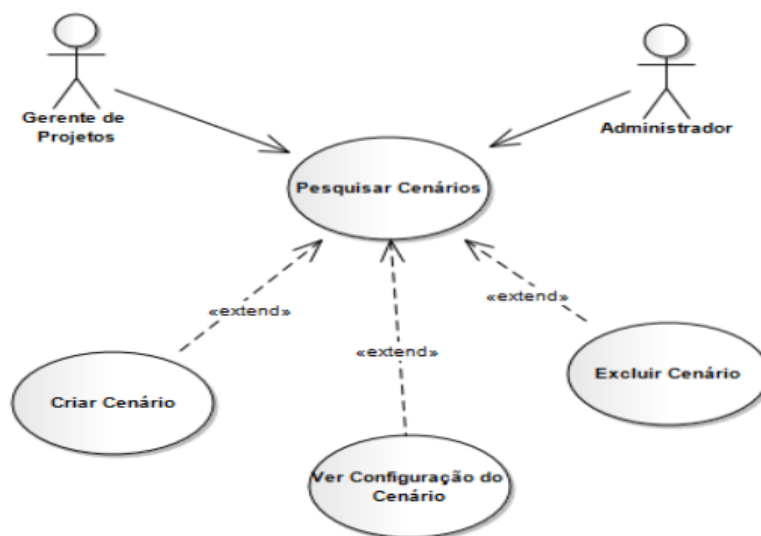 Gerente de
Projetos
Administrador
Pesquisar Cenários
«extend»
«extend»
«extend»
Criar Cenário
Excluir Cenário
Ver Configuração do
Cenário